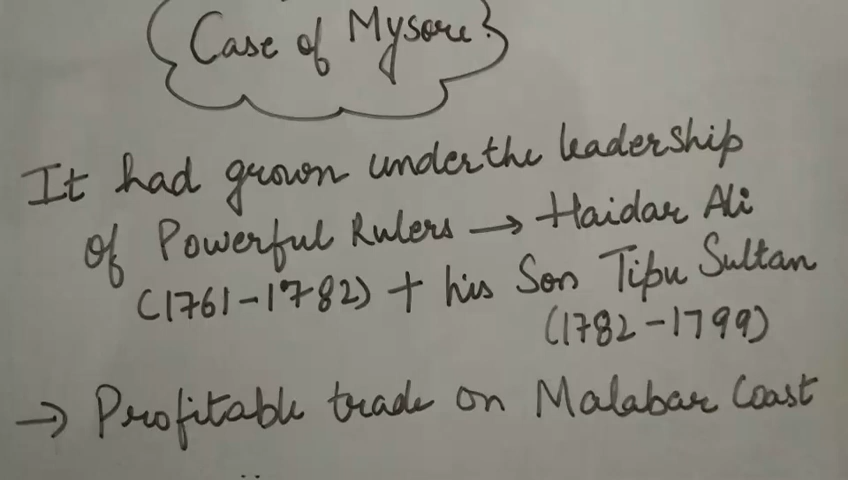 Case of Mysore?
It had grown under the leadership
of Powerful Rulers → Haidar Ali
(1761-1782) + his Son Tipu Sultan
(1782-1799)
→ Profitable trade on Malabar Coast